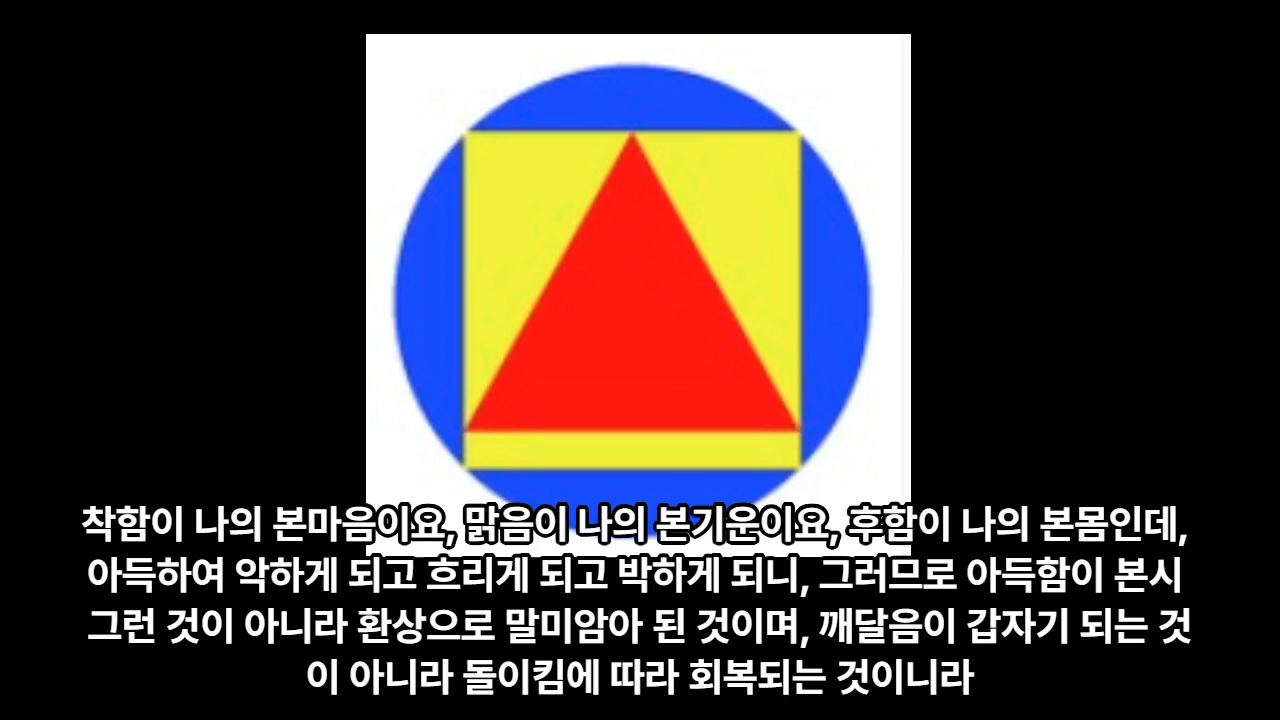 착함이 나의 본마음이요, 맑음이 나의 본기운이요, 후함이 나의 본몸인데,
아득하여 악하게 되고 흐리게 되고 박하게 되니, 그러므로 아득함이 본시
그런 것이 아니라 환상으로 말미암아 된 것이며, 깨달음이 갑자기 되는 것
이 아니라 돌이킴에 따라 회복되는 것이니라